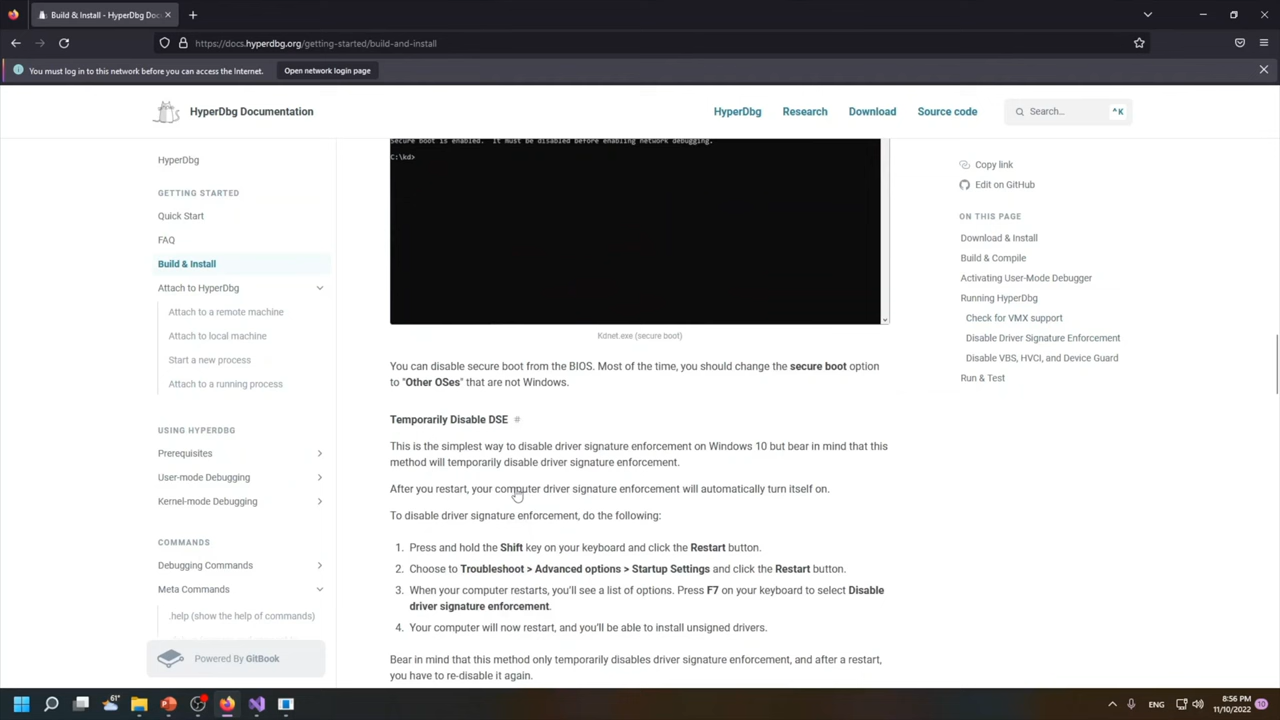 Build & Install - HyperDbg Doc
https://docs.hyperdbg.org/getting-started/build-and-install
You must log in to this network before you can access the Internet.
Open network login page
HyperDbg Documentation
HyperDbg
Research
Download
Source code
Search...
^K
HyperDbg
GETTING STARTED
Quick Start
FAQ
Build & Install
Attach to HyperDbg
Attach to a remote machine
Attach to local machine
Start a new process
Attach to a running process
USING HYPERDBG
Prerequisites
User-mode Debugging
Kernel-mode Debugging
COMMANDS
Debugging Commands
Meta Commands
.help (show the help of commands)
Powered By GitBook
Secure boot is enabled.  It must be disabled before enabling network debugging.
C:\kd>
Kdnet.exe (secure boot)
You can disable secure boot from the BIOS. Most of the time, you should change the secure boot option
to "Other OSes" that are not Windows.
Temporarily Disable DSE #
This is the simplest way to disable driver signature enforcement on Windows 10 but bear in mind that this
method will temporarily disable driver signature enforcement.
After you restart, your computer driver signature enforcement will automatically turn itself on.
To disable driver signature enforcement, do the following:
1. Press and hold the Shift key on your keyboard and click the Restart button.
2. Choose to Troubleshoot > Advanced options > Startup Settings and click the Restart button.
3. When your computer restarts, you'll see a list of options. Press F7 on your keyboard to select Disable
driver signature enforcement.
4. Your computer will now restart, and you'll be able to install unsigned drivers.
Bear in mind that this method only temporarily disables driver signature enforcement, and after a restart,
you have to re-disable it again.
Copy link
Edit on GitHub
ON THIS PAGE
Download & Install
Build & Compile
Activating User-Mode Debugger
Running HyperDbg
Check for VMX support
Disable Driver Signature Enforcement
Disable VBS, HVCI, and Device Guard
Run & Test
61°
ENG
8:56 PM
11/10/2022
10